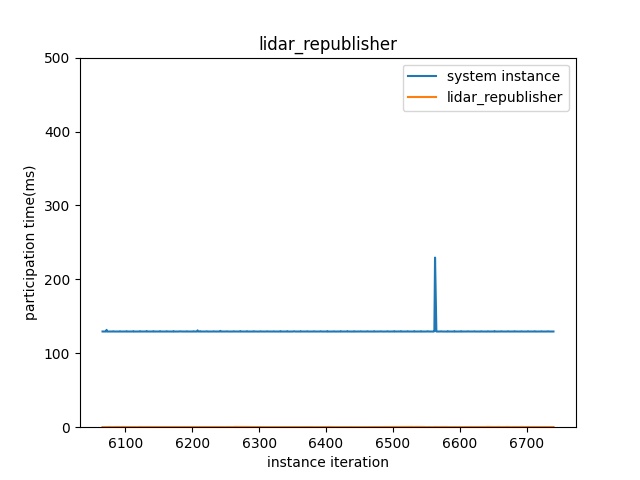 lidar_republisher
500
400
300
200
100
0
participation time(ms)
system instance
lidar_republisher
6100 6200 6300 6400 6500 6600 6700
instance iteration